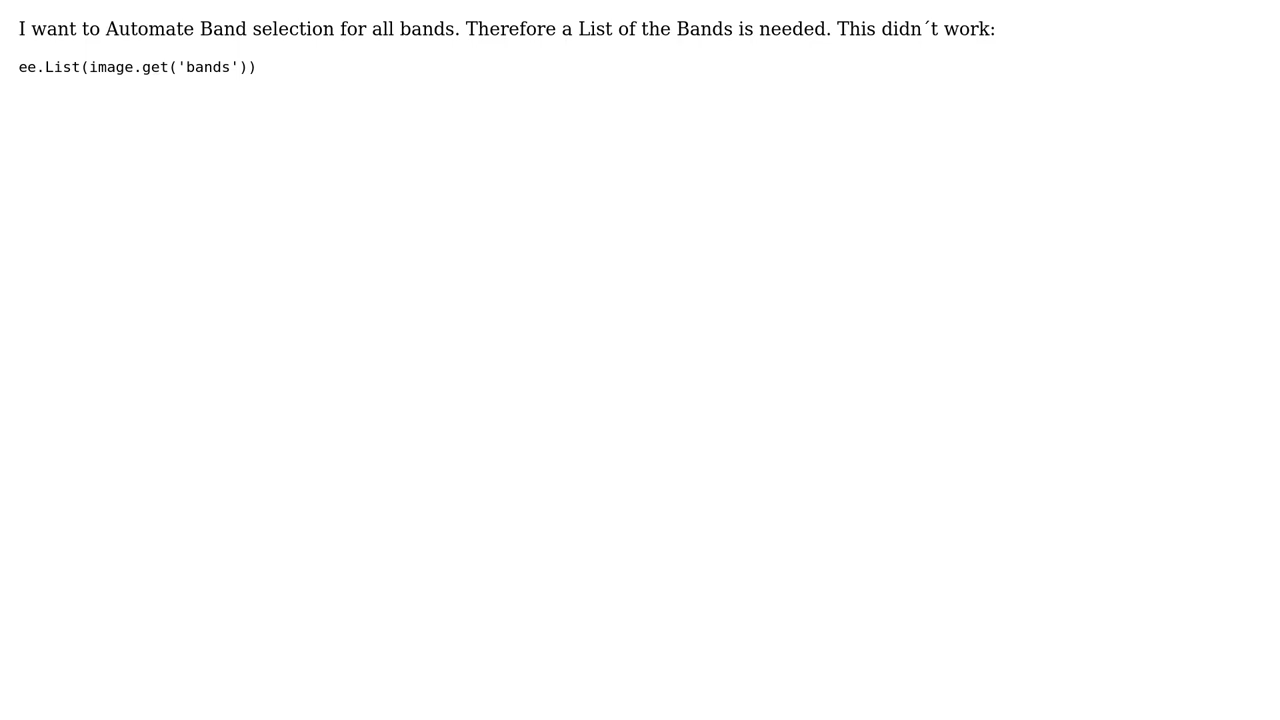 I want to Automate Band selection for all bands. Therefore a List of the Bands is needed. This didn´t work:
ee.List(image.get('bands'))